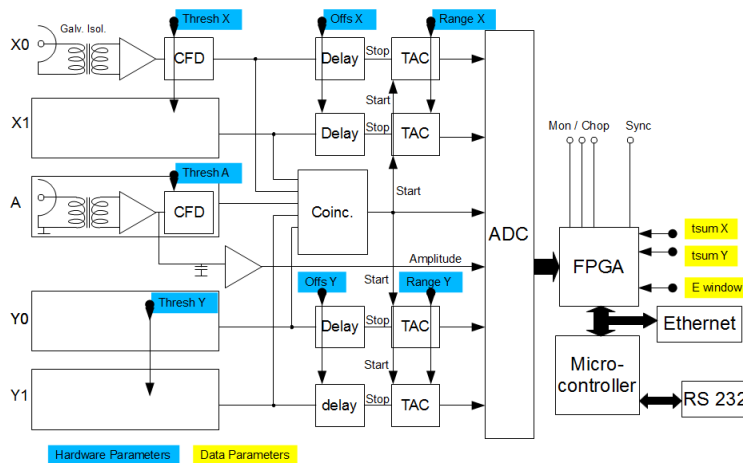 Thresh X
Offs X
Range X
X0
Galv. Isol.
CFD
Delay
Stop
TAC
Start
X1
Delay
Stop
TAC
Mon / Chop
Sync
Thresh A
A
CFD
Coinc.
Start
ADC
tsum X
tsum Y
FPGA
E window
Amplitude
Offs Y
Start
Range Y
Thresh Y
Y0
Delay
Stop
TAC
Ethernet
Start
Micro-
controller
Y1
delay
Stop
TAC
RS 232
Hardware Parameters
Data Parameters